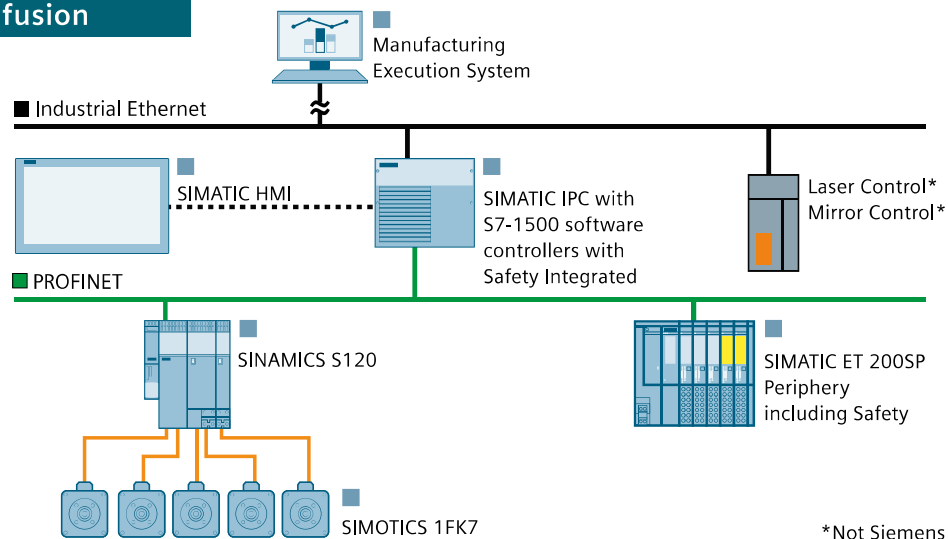 fusion
Manufacturing
Execution System
Industrial Ethernet
SIMATIC HMI
SIMATIC IPC with
S7-1500 software
controllers with
Safety Integrated
Laser Control*
Mirror Control*
PROFINET
SINAMICS S120
SIMATIC ET 200SP
Periphery
including Safety
SIMOTICS 1FK7
*Not Siemens